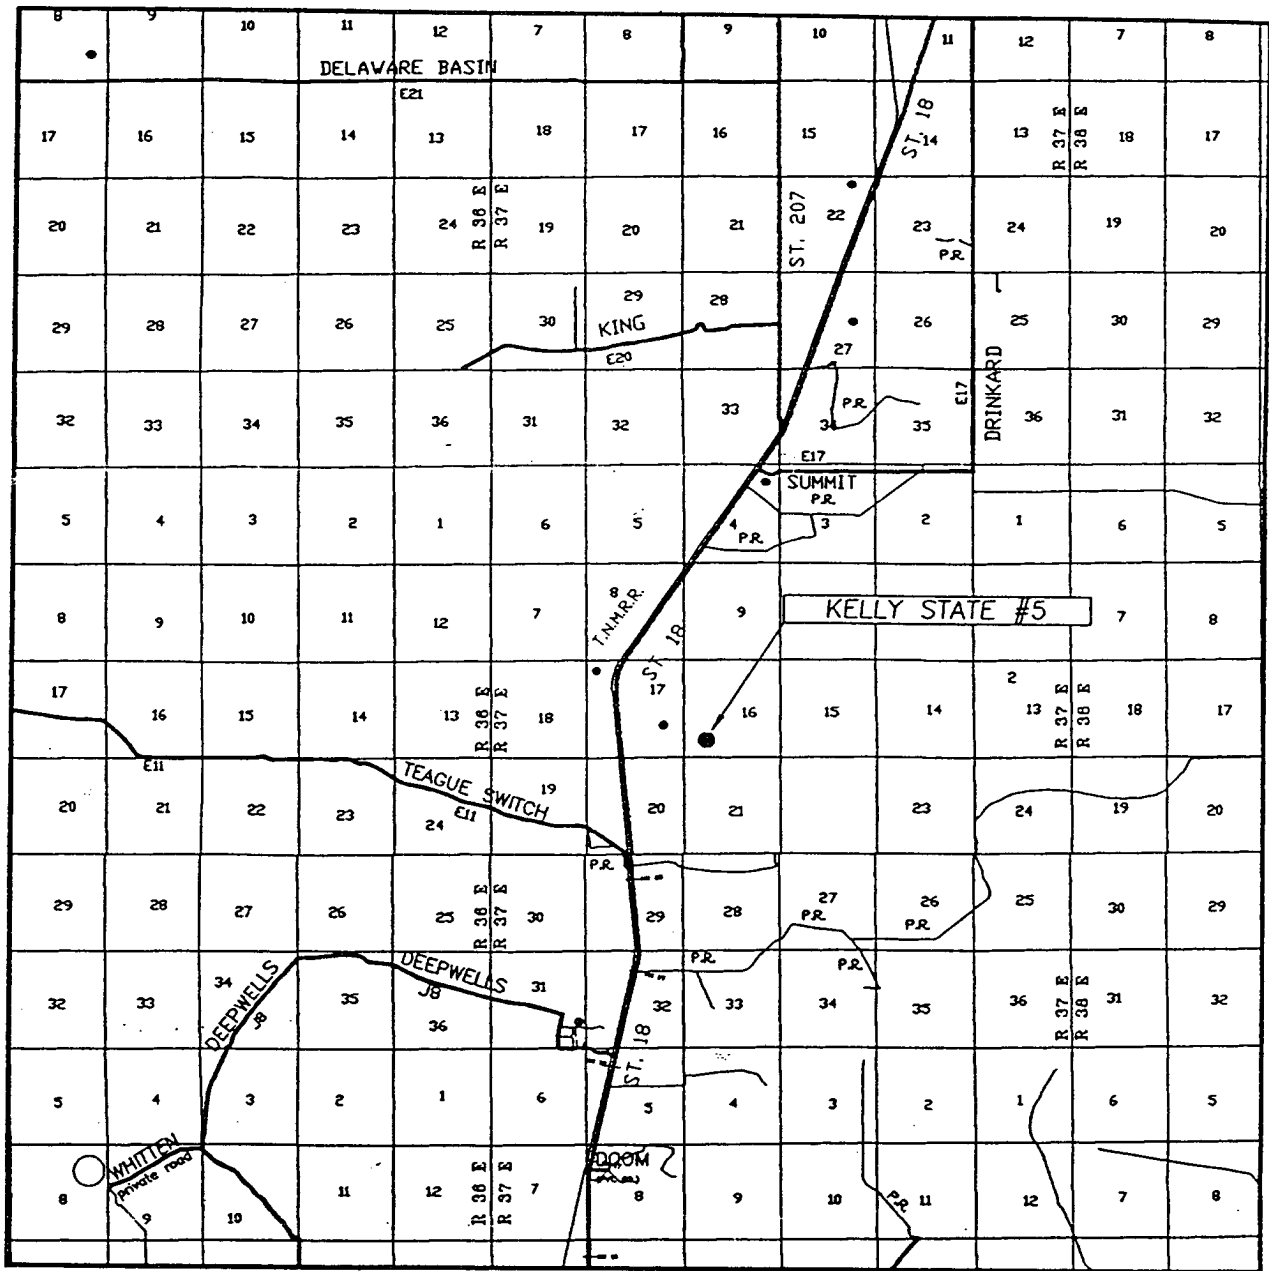 8 9 10 11 12 7 8 9 10 11 12 7 8
DELAWARE BASIN
E21
17 16 15 14 13 18 17 16 15 ST. 18 14 13 R 37 E R 38 E 18 17
20 21 22 23 24 R 36 E R 37 E 19 20 21 ST. 207 22 23 24 19 20
P.R.
29 28 27 26 25 30 29 28 27 26 25 30 29
KING
E20
32 33 34 35 36 31 32 33 34 P.R. 35 E17 DRINKARD 36 31 32
E17
SUMMIT
P.R.
5 4 3 2 1 6 5 4 3 2 1 6 5
P.R.
8 9 10 11 12 7 8 T.N.M.R.R. 9 7 8
KELLY STATE #5
ST. 18
17 16 15 14 13 R 36 E R 37 E 18 17 16 15 14 2 13 R 37 E R 38 E 18 17
E11
TEAGUE SWITCH
E11
20 21 22 23 24 19 20 21 23 24 19 20
P.R.
29 28 27 26 25 R 36 E R 37 E 30 29 28 27 26 25 30 29
P.R. P.R.
DEEPWELLS
J8
DEEPWELLS
J8
P.R. P.R.
32 33 34 35 36 31 32 33 34 35 36 R 37 E R 38 E 31 32
ST. 18
5 4 3 2 1 6 5 4 3 2 1 6 5
WHITTEN
private road
DOOM
8 9 10 11 12 R 36 E R 37 E 7 8 9 10 P.R. 11 12 7 8